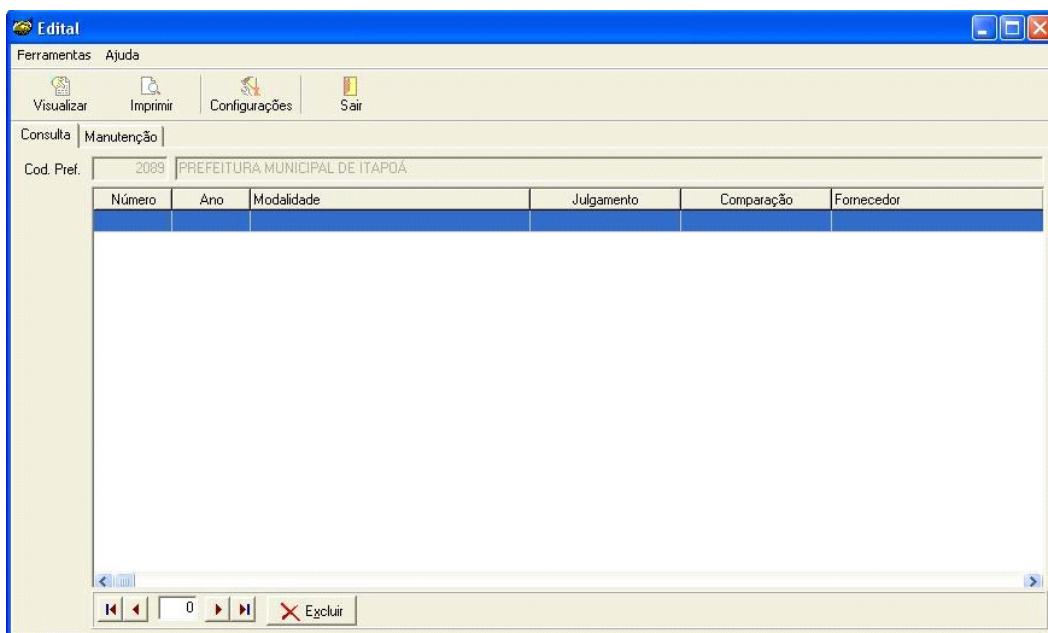 Edital
Ferramentas Ajuda
Visualizar Imprimir Configurações Sair
Consulta Manutenção
Cod. Pref. 2089 PREFEITURA MUNICIPAL DE ITAPOÁ
Número Ano Modalidade Julgamento Comparação Fornecedor
0 Excluir